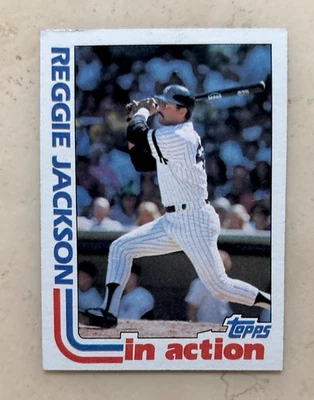 REGGIE JACKSON
topps
in action